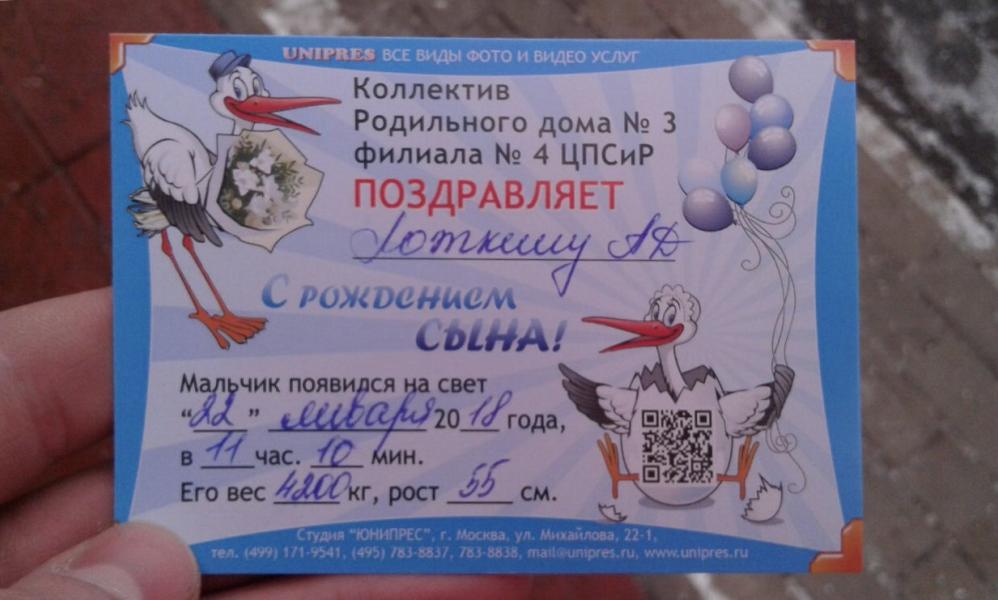 UNIPRES ВСЕ ВИДЫ ФОТО И ВИДЕО УСЛУГ
Коллектив
Родильного дома № 3
филиала № 4 ЦПСиР
ПОЗДРАВЛЯЕТ
АД
С РОЖДЕНИЕМ
СЫНА!
Мальчик появился на свет
"22" января 2018 года,
в 11 час. 10 мин.
Его вес 4200 кг, рост 55 см.
Студия "ЮНИПРЕС", г. Москва, ул. Михайлова, 22-1,
тел. (499) 171-9541, (495) 783-8837, 783-8838, mail@unipres.ru, www.unipres.ru